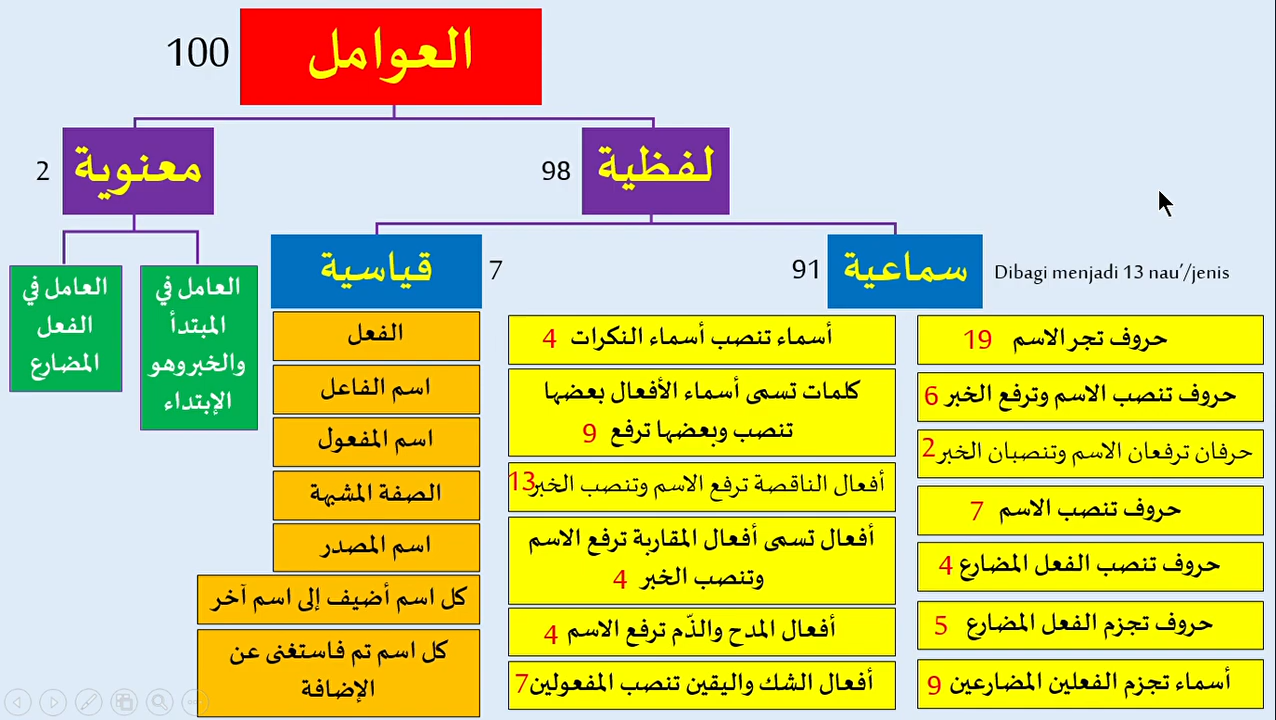 العوامل
100
لفظية
98
معنوية
2
سماعية
91
Dibagi menjadi 13 nau’/jenis
قياسية
7
حروف تجر الاسم 19
حروف تنصب الاسم وترفع الخبر 6
حرفان ترفعان الاسم وتنصبان الخبر 2
حروف تنصب الاسم 7
حروف تنصب الفعل المضارع 4
حروف تجزم الفعل المضارع 5
أسماء تجزم الفعلين المضارعين 9
أسماء تنصب أسماء النكرات 4
كلمات تسمى أسماء الأفعال بعضها
تنصب وبعضها ترفع 9
أفعال الناقصة ترفع الاسم وتنصب الخبر 13
أفعال تسمى أفعال المقاربة ترفع الاسم
وتنصب الخبر 4
أفعال المدح والذّم ترفع الاسم 4
أفعال الشك واليقين تنصب المفعولين 7
الفعل
اسم الفاعل
اسم المفعول
الصفة المشبهة
اسم المصدر
كل اسم أضيف إلى اسم آخر
كل اسم تم فاستغنى عن
الإضافة
العامل في
المبتدأ
والخبر وهو
الإبتداء
العامل في
الفعل
المضارع